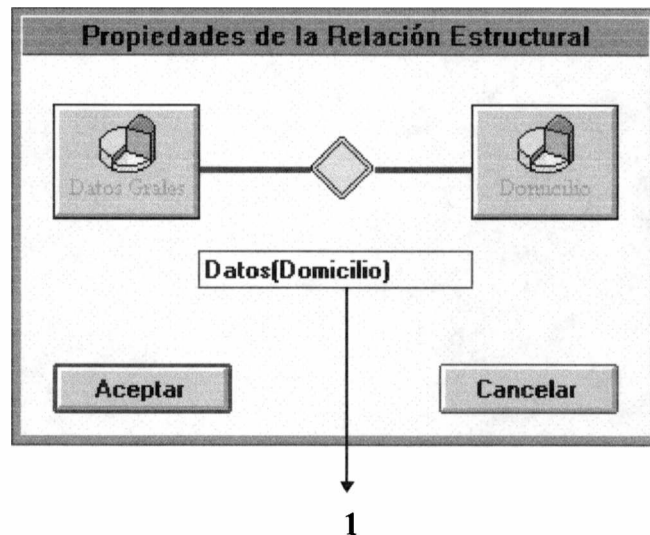 Propiedades de la Relación Estructural
Datos Grales
Domicilio
Datos(Domicilio)
Aceptar
Cancelar
1